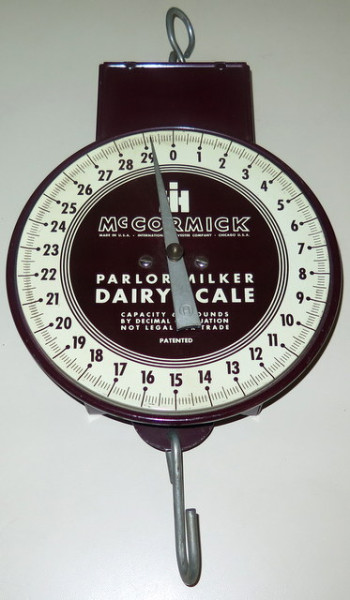 29 0 1 2 3 4 5 6 7 8 9 10 11 12 13 14 15 16 17 18 19 20 21 22 23 24 25 26 27 28
IH
McCORMICK
MADE IN U.S.A. INTERNATIONAL COMPANY CHICAGO U.S.A.
PARLOR MILKER
DAIRY SCALE
CAPACITY POUNDS
BY DECIMAL
NOT LEGAL TRADE
PATENTED